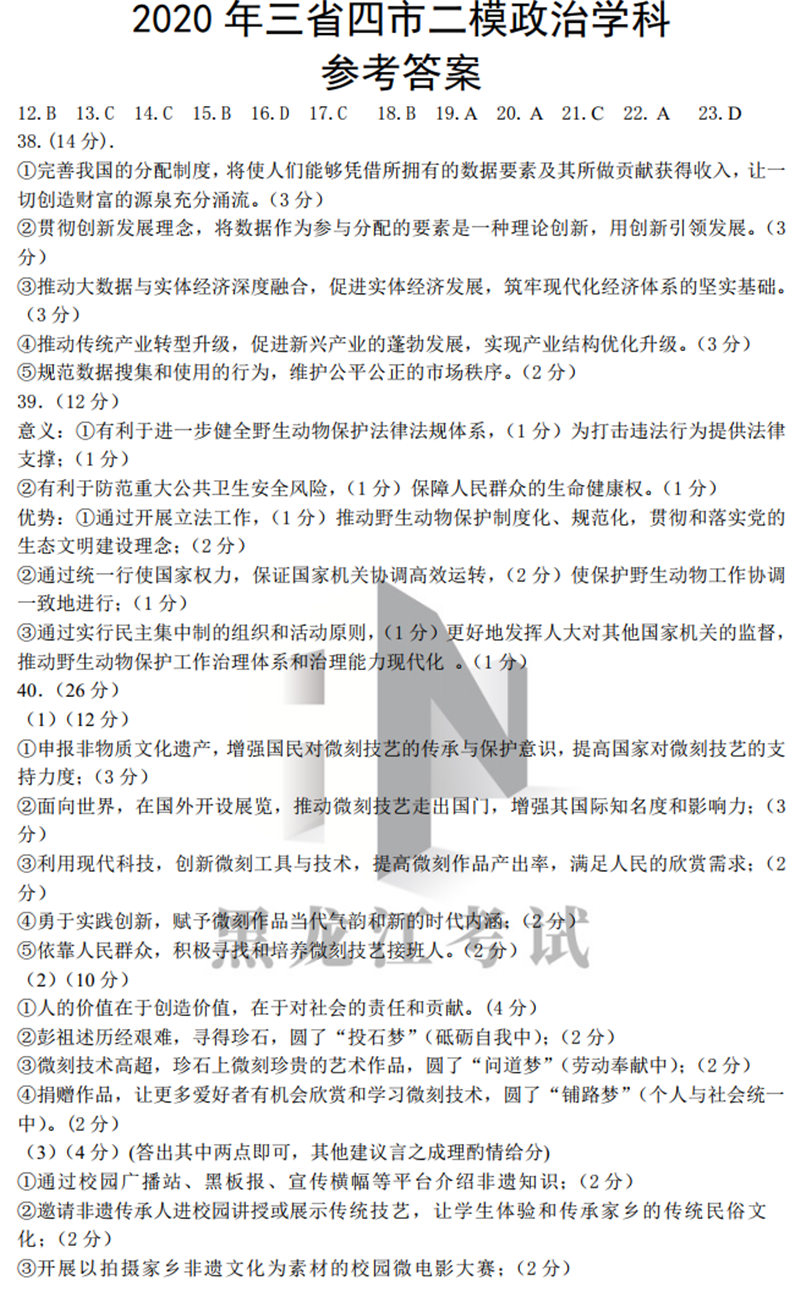 2020 年三省四市二模政治学科
参考答案
12.B 13.C 14.C 15.B 16.D 17.C 18.B 19.A 20. A 21.C 22. A 23.D
38.(14 分).
①完善我国的分配制度，将使人们能够凭借所拥有的数据要素及其所做贡献获得收入，让一
切创造财富的源泉充分涌流。（3 分）
②贯彻创新发展理念，将数据作为参与分配的要素是一种理论创新，用创新引领发展。（3
分）
③推动大数据与实体经济深度融合，促进实体经济发展，筑牢现代化经济体系的坚实基础。
（3 分）
④推动传统产业转型升级，促进新兴产业的蓬勃发展，实现产业结构优化升级。（3 分）
⑤规范数据搜集和使用的行为，维护公平公正的市场秩序。（2 分）
39．（12 分）
意义：①有利于进一步健全野生动物保护法律法规体系，（1 分）为打击违法行为提供法律
支撑；（1 分）
②有利于防范重大公共卫生安全风险，（1 分）保障人民群众的生命健康权。（1 分）
优势：①通过开展立法工作，（1 分）推动野生动物保护制度化、规范化，贯彻和落实党的
生态文明建设理念；（2 分）
②通过统一行使国家权力，保证国家机关协调高效运转，（2 分）使保护野生动物工作协调
一致地进行；（1 分）
③通过实行民主集中制的组织和活动原则，（1 分）更好地发挥人大对其他国家机关的监督，
推动野生动物保护工作治理体系和治理能力现代化 。（1 分）
40．（26 分）
（1）（12 分）
①申报非物质文化遗产，增强国民对微刻技艺的传承与保护意识，提高国家对微刻技艺的支
持力度；（3 分）
②面向世界，在国外开设展览，推动微刻技艺走出国门，增强其国际知名度和影响力；（3
分）
③利用现代科技，创新微刻工具与技术，提高微刻作品产出率，满足人民的欣赏需求；（2
分）
④勇于实践创新，赋予微刻作品当代气韵和新的时代内涵；（2 分）
⑤依靠人民群众，积极寻找和培养微刻技艺接班人。（2 分）
黑龙江考试
（2）（10 分）
①人的价值在于创造价值，在于对社会的责任和贡献。（4 分）
②彭祖述历经艰难，寻得珍石，圆了“投石梦”（砥砺自我中）；（2 分）
③微刻技术高超，珍石上微刻珍贵的艺术作品，圆了“问道梦”（劳动奉献中）；（2 分）
④捐赠作品，让更多爱好者有机会欣赏和学习微刻技术，圆了“铺路梦”（个人与社会统一
中）。（2 分）
（3）（4 分）(答出其中两点即可，其他建议言之成理酌情给分)
①通过校园广播站、黑板报、宣传横幅等平台介绍非遗知识；（2 分）
②邀请非遗传承人进校园讲授或展示传统技艺，让学生体验和传承家乡的传统民俗文
化；（2 分）
③开展以拍摄家乡非遗文化为素材的校园微电影大赛；（2 分）